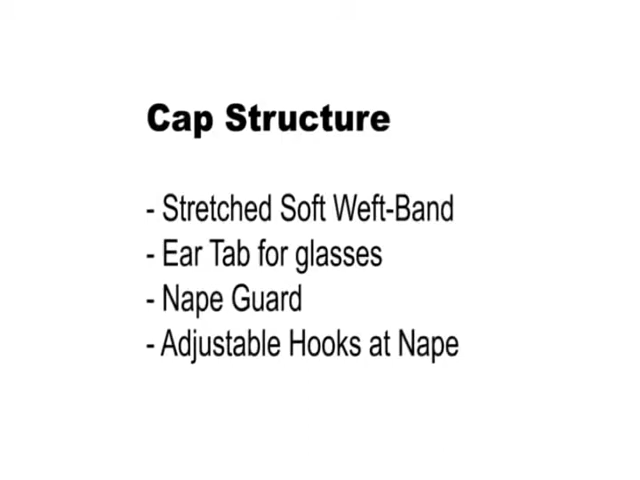 Cap Structure
- Stretched Soft Weft-Band
- Ear Tab for glasses
- Nape Guard
- Adjustable Hooks at Nape